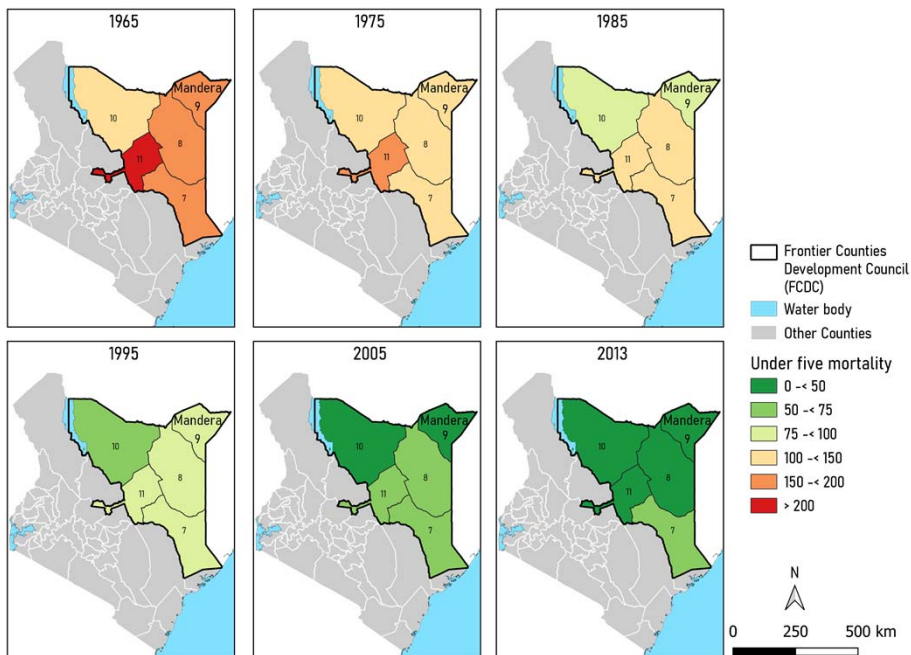 1965
Mandera
9
10
8
11
7
1975
Mandera
9
10
8
11
7
1985
Mandera
9
10
8
11
7
1995
Mandera
9
10
8
11
7
2005
Mandera
9
10
8
11
7
2013
Mandera
9
10
8
11
7
Frontier Counties
Development Council
(FCDC)
Water body
Other Counties
Under five mortality
0 -< 50
50 -< 75
75 -< 100
100 -< 150
150 -< 200
> 200
N
0 250 500 km